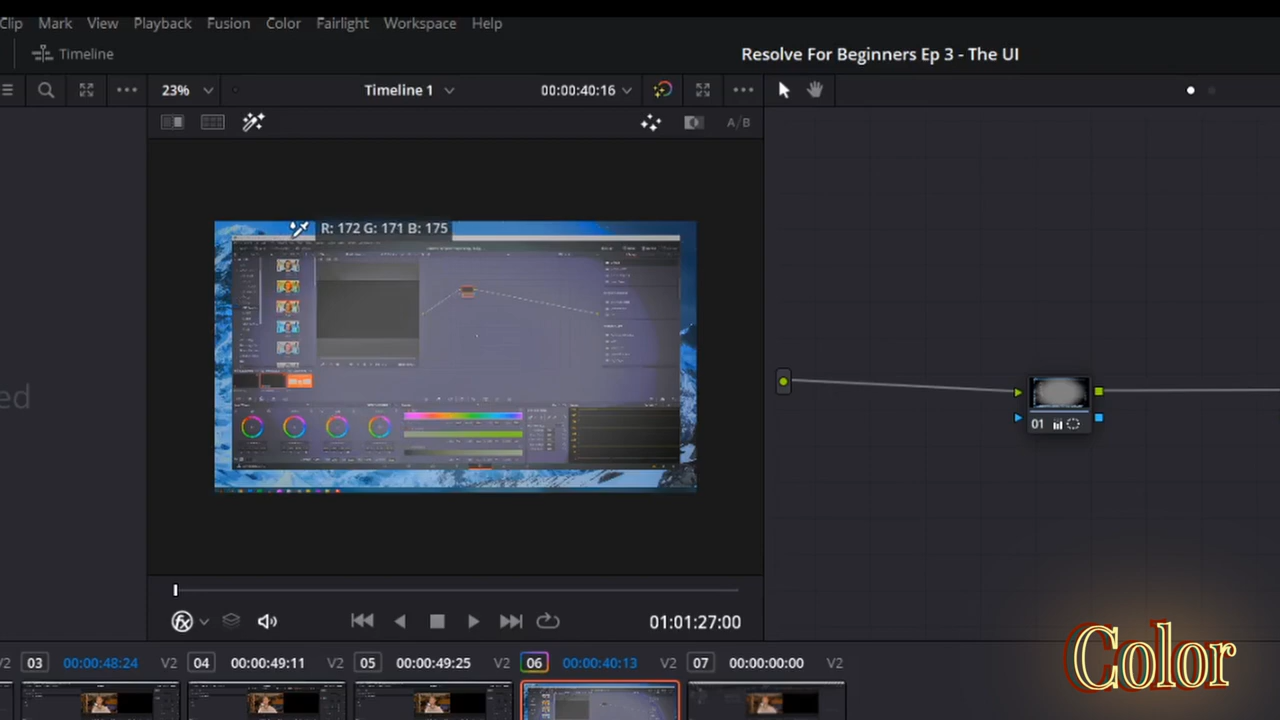 Clip Mark View Playback Fusion Color Fairlight Workspace Help
Timeline
Resolve For Beginners Ep 3 - The UI
23%
Timeline 1
00:00:40:16
A/B
R: 172 G: 171 B: 175
ed
01
fx
01:01:27:00
V2 03 00:00:48:24 V2 04 00:00:49:11 V2 05 00:00:49:25 V2 06 00:00:40:13 V2 07 00:00:00:00 V2
Color